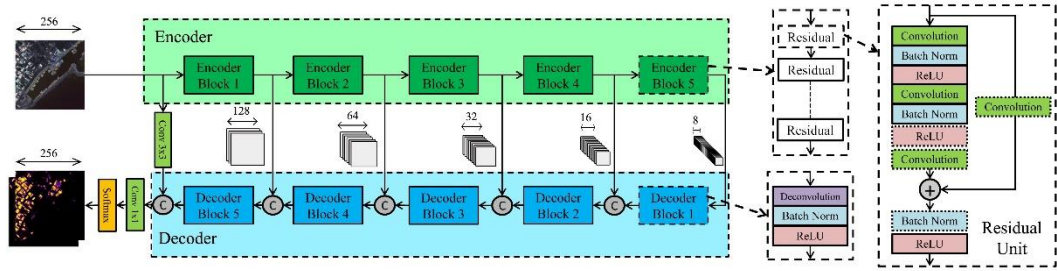 256
Encoder
Encoder
Block 1
Encoder
Block 2
Encoder
Block 3
Encoder
Block 4
Encoder
Block 5
Conv 3x3
128
64
32
16
8
256
Softmax
Conv 1x1
C
Decoder
Block 5
C
Decoder
Block 4
C
Decoder
Block 3
C
Decoder
Block 2
C
Decoder
Block 1
Decoder
Residual
Residual
Residual
Deconvolution
Batch Norm
ReLU
Convolution
Batch Norm
ReLU
Convolution
Batch Norm
ReLU
Convolution
Convolution
+
Batch Norm
ReLU
Residual
Unit